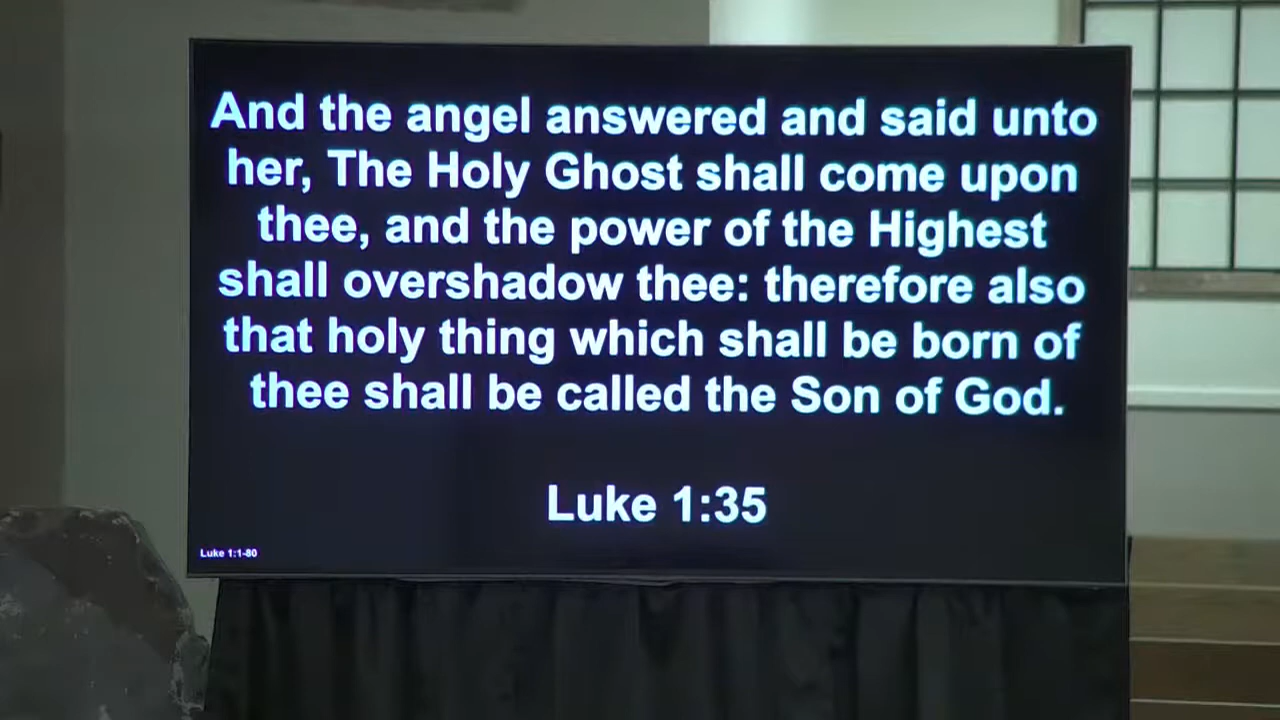 And the angel answered and said unto
her, The Holy Ghost shall come upon
thee, and the power of the Highest
shall overshadow thee: therefore also
that holy thing which shall be born of
thee shall be called the Son of God.
Luke 1:35
Luke 1:1-80